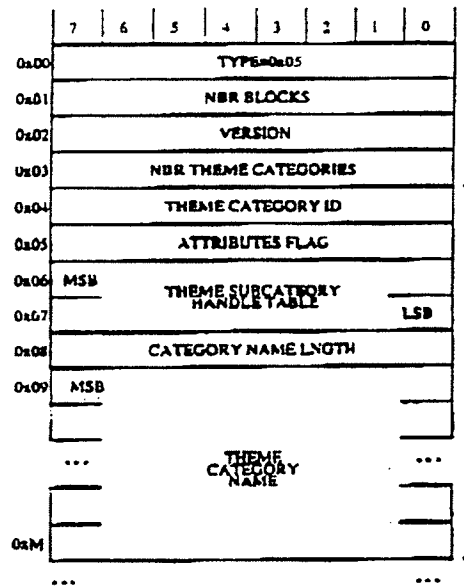 7 6 5 4 3 2 1 0
0x00 TYPE=0x05
0x01 NBR BLOCKS
0x02 VERSION
0x03 NBR THEME CATEGORIES
0x04 THEME CATEGORY ID
0x05 ATTRIBUTES FLAG
0x06 MSB
THEME SUBCATEGORY
HANDLE TABLE
0x07 LSB
0x08 CATEGORY NAME LNGTH
0x09 MSB
... ...
THEME
CATEGORY
NAME
0xM
... ...